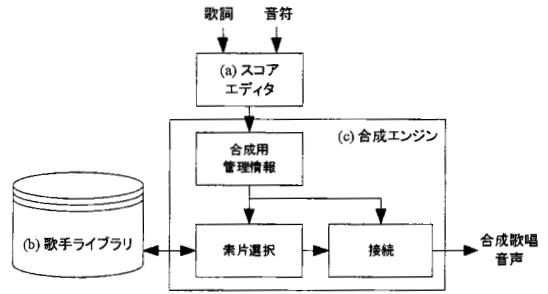 歌詞 音符
(a) スコア
エディタ
(c) 合成エンジン
合成用
管理情報
(b) 歌手ライブラリ
素片選択
接続
合成歌唱
音声